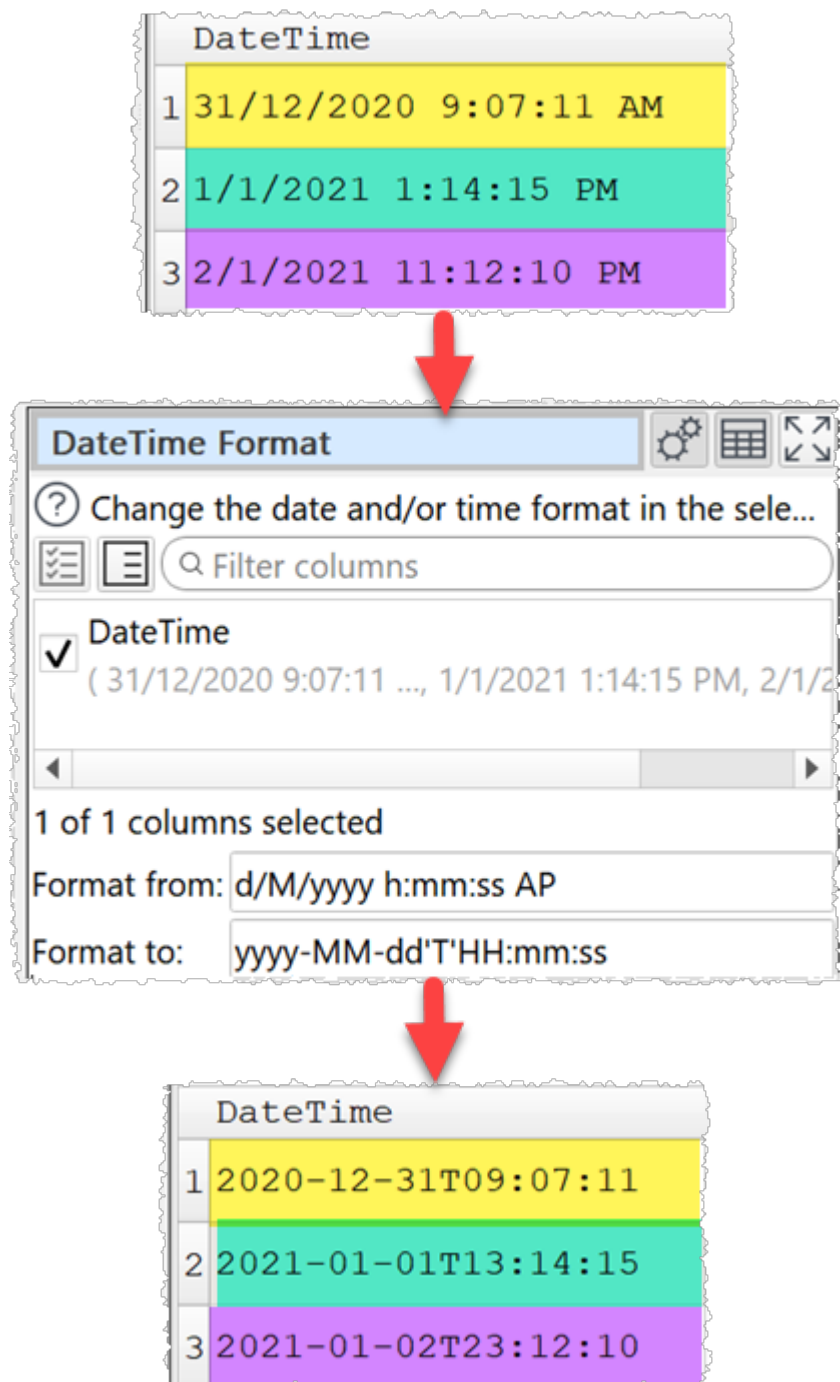 DateTime
1 31/12/2020 9:07:11 AM
2 1/1/2021 1:14:15 PM
3 2/1/2021 11:12:10 PM
DateTime Format
? Change the date and/or time format in the sele...
Filter columns
DateTime
( 31/12/2020 9:07:11 ..., 1/1/2021 1:14:15 PM, 2/1/2
1 of 1 columns selected
Format from: d/M/yyyy h:mm:ss AP
Format to: yyyy-MM-dd'T'HH:mm:ss
DateTime
1 2020-12-31T09:07:11
2 2021-01-01T13:14:15
3 2021-01-02T23:12:10